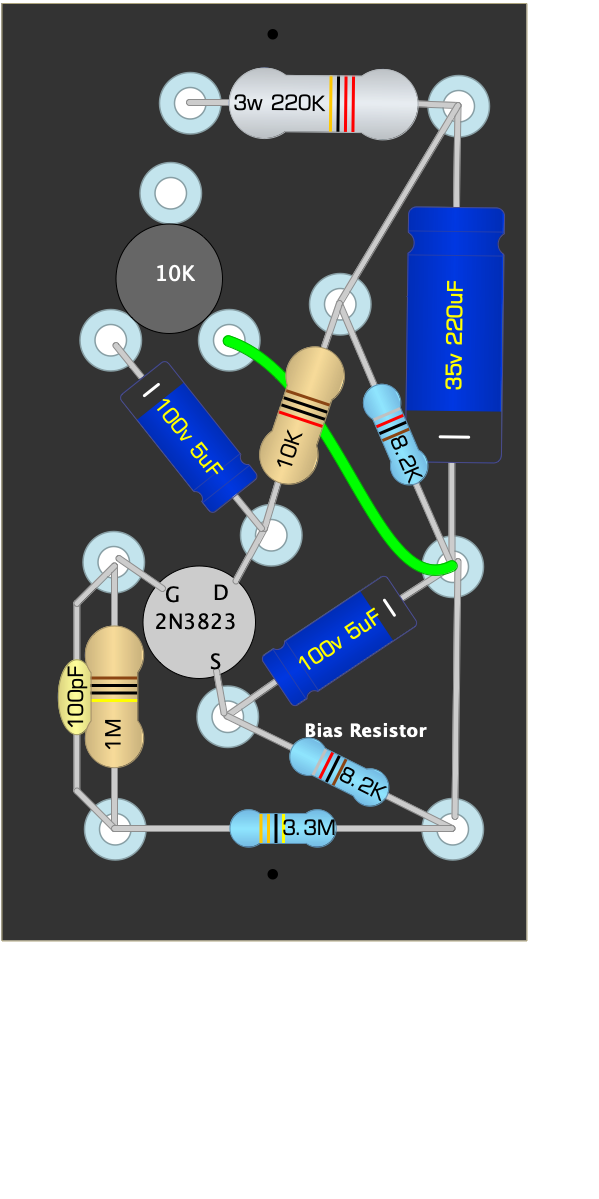 3w 220K
10K
35v 220uF
100v 5uF
10K
8.2K
G D
2N3823
S
100v 5uF
100pF
1M
Bias Resistor
8.2K
3.3M